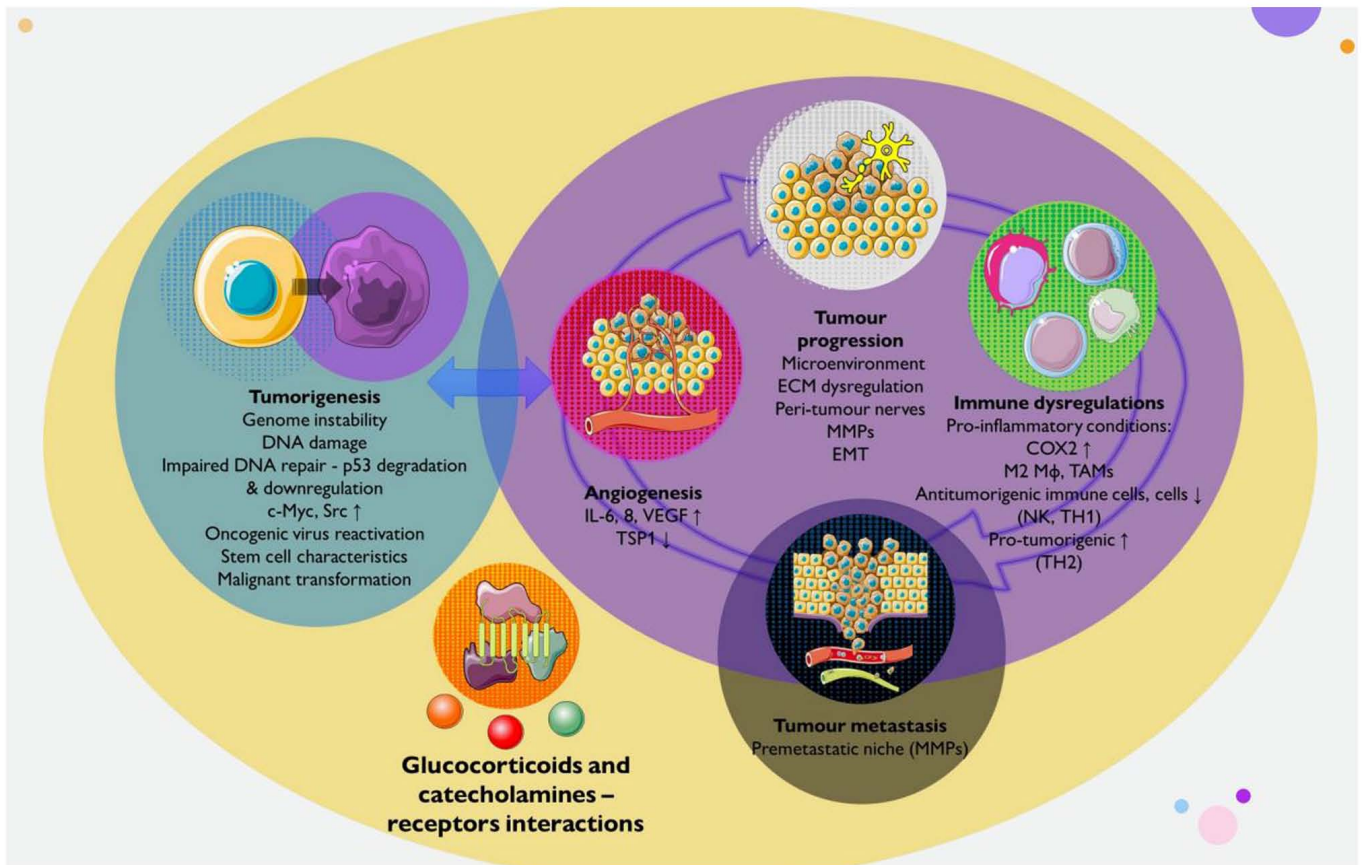 Tumorigenesis
Genome instability
DNA damage
Impaired DNA repair - p53 degradation
& downregulation
c-Myc, Src ↑
Oncogenic virus reactivation
Stem cell characteristics
Malignant transformation
Angiogenesis
IL-6, 8, VEGF ↑
TSP1 ↓
Tumour
progression
Microenvironment
ECM dysregulation
Peri-tumour nerves
MMPs
EMT
Immune dysregulations
Pro-inflammatory conditions:
COX2 ↑
M2 Mϕ, TAMs
Antitumorigenic immune cells, cells ↓
(NK, TH1)
Pro-tumorigenic ↑
(TH2)
Tumour metastasis
Premetastatic niche (MMPs)
Glucocorticoids and
catecholamines –
receptors interactions